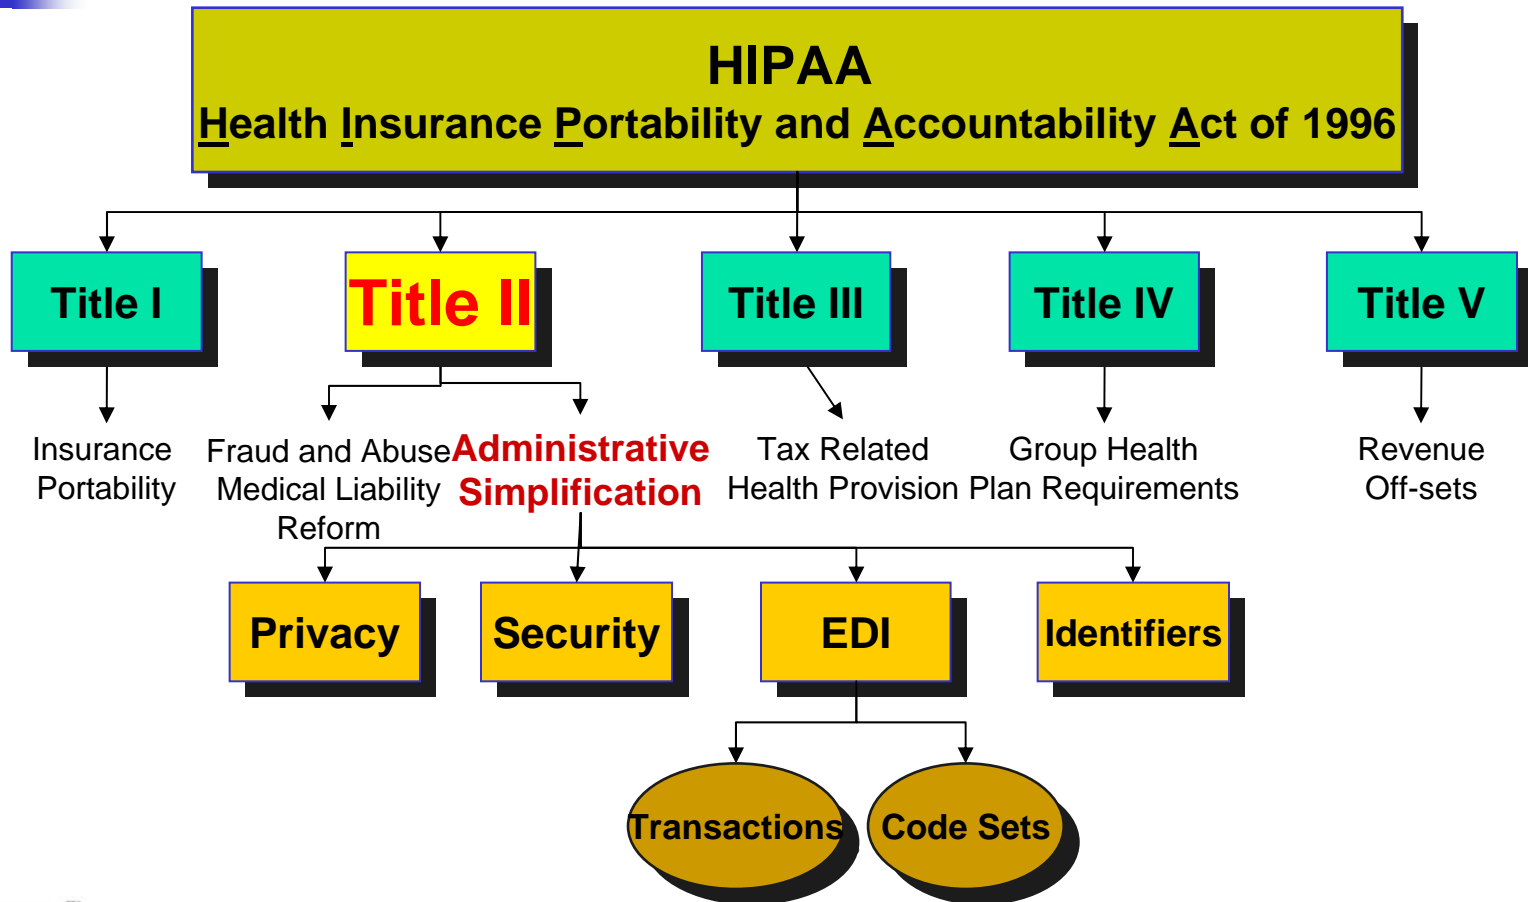 HIPAA
Health Insurance Portability and Accountability Act of 1996
Title I
Title II
Title III
Title IV
Title V
Insurance
Portability
Fraud and Abuse
Medical Liability
Reform
Administrative
Simplification
Tax Related
Health Provision
Group Health
Plan Requirements
Revenue
Off-sets
Privacy
Security
EDI
Identifiers
Transactions
Code Sets